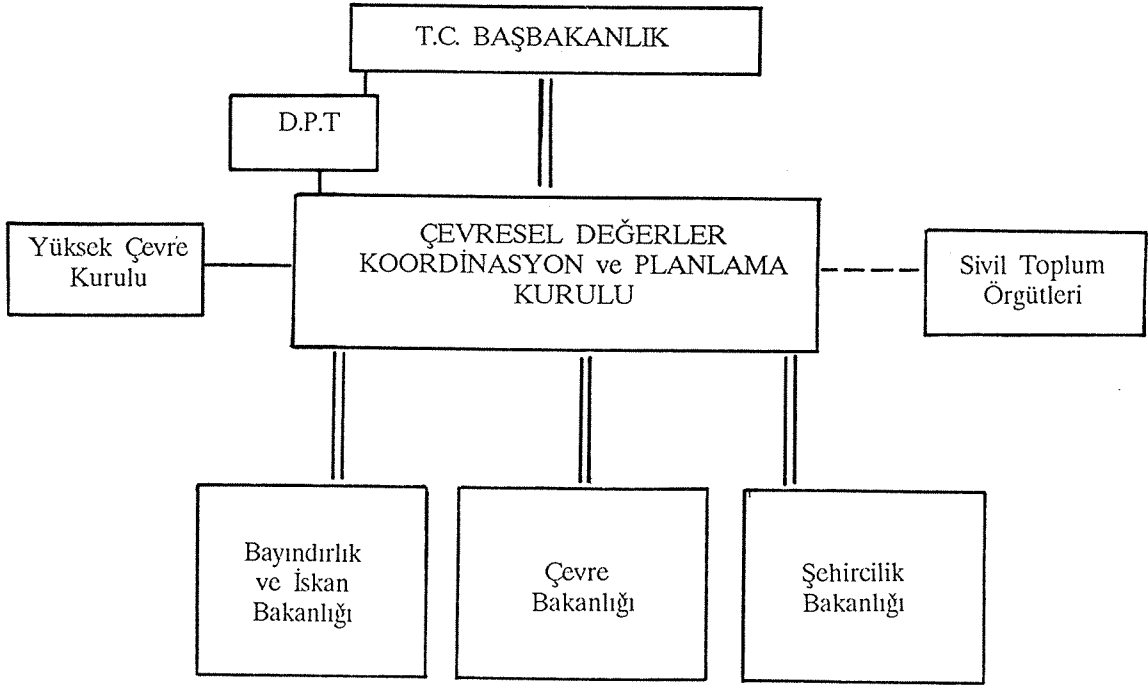 T.C. BAŞBAKANLIK
D.P.T
ÇEVRESEL DEĞERLER
KOORDİNASYON ve PLANLAMA
KURULU
Yüksek Çevre
Kurulu
Sivil Toplum
Örgütleri
Bayındırlık
ve İskan
Bakanlığı
Çevre
Bakanlığı
Şehircilik
Bakanlığı